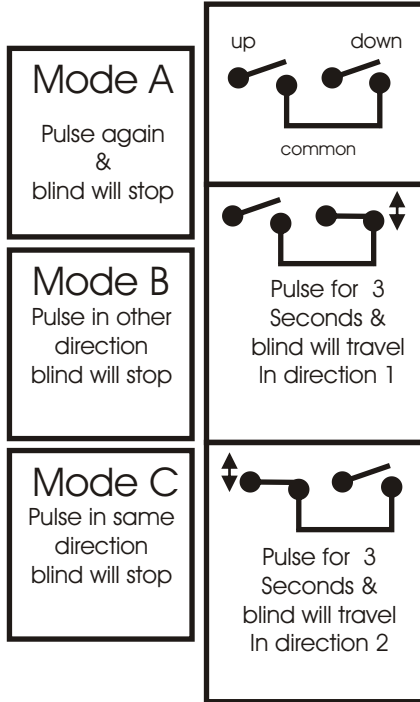 Mode A
Pulse again
&
blind will stop
Mode B
Pulse in other
direction
blind will stop
Mode C
Pulse in same
direction
blind will stop
up down
common
Pulse for 3
Seconds &
blind will travel
In direction 1
Pulse for 3
Seconds &
blind will travel
In direction 2